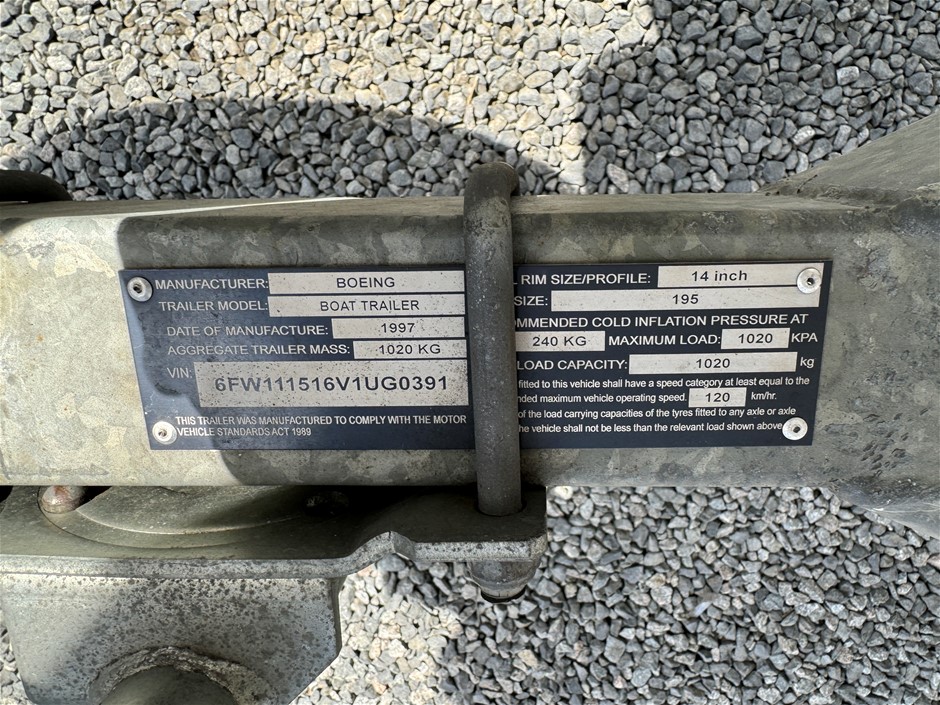 MANUFACTURER: BOEING
TRAILER MODEL: BOAT TRAILER
DATE OF MANUFACTURE: 1997
AGGREGATE TRAILER MASS: 1020 KG
VIN: 6FW111516V1UG0391
THIS TRAILER WAS MANUFACTURED TO COMPLY WITH THE MOTOR
VEHICLE STANDARDS ACT 1989
RIM SIZE/PROFILE: 14 inch
SIZE: 195
OMMENDED COLD INFLATION PRESSURE AT
240 KG MAXIMUM LOAD: 1020 KPA
LOAD CAPACITY: 1020 kg
fitted to this vehicle shall have a speed category at least equal to the
ded maximum vehicle operating speed. 120 km/hr.
of the load carrying capacities of the tyres fitted to any axle or axle
he vehicle shall not be less than the relevant load shown above